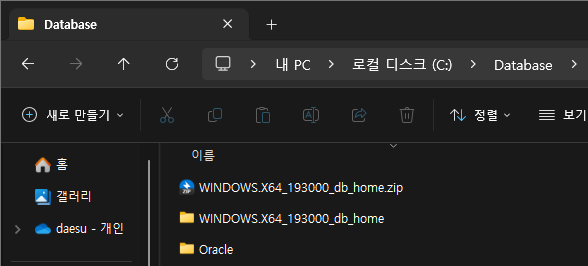 Database
내 PC > 로컬 디스크 (C:) > Database >
새로 만들기 정렬 보기
이름
홈
WINDOWS.X64_193000_db_home.zip
갤러리
WINDOWS.X64_193000_db_home
daesu - 개인
Oracle